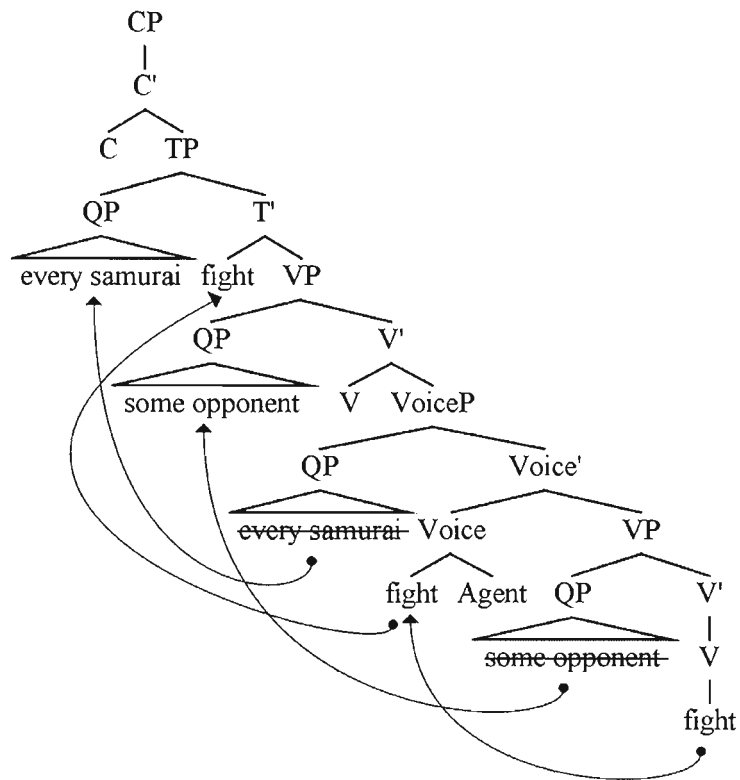 CP
C'
C TP
QP T'
every samurai fight VP
QP V'
some opponent V VoiceP
QP Voice'
every samurai Voice VP
fight Agent QP V'
some opponent V
fight